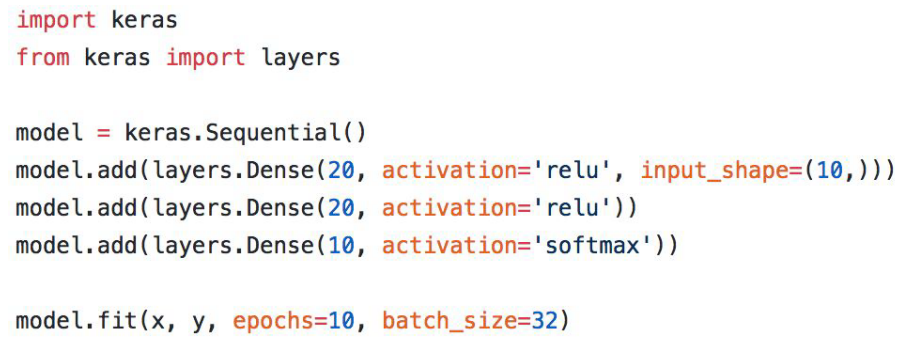 import keras
from keras import layers
model = keras.Sequential()
model.add(layers.Dense(20, activation='relu', input_shape=(10,)))
model.add(layers.Dense(20, activation='relu'))
model.add(layers.Dense(10, activation='softmax'))
model.fit(x, y, epochs=10, batch_size=32)